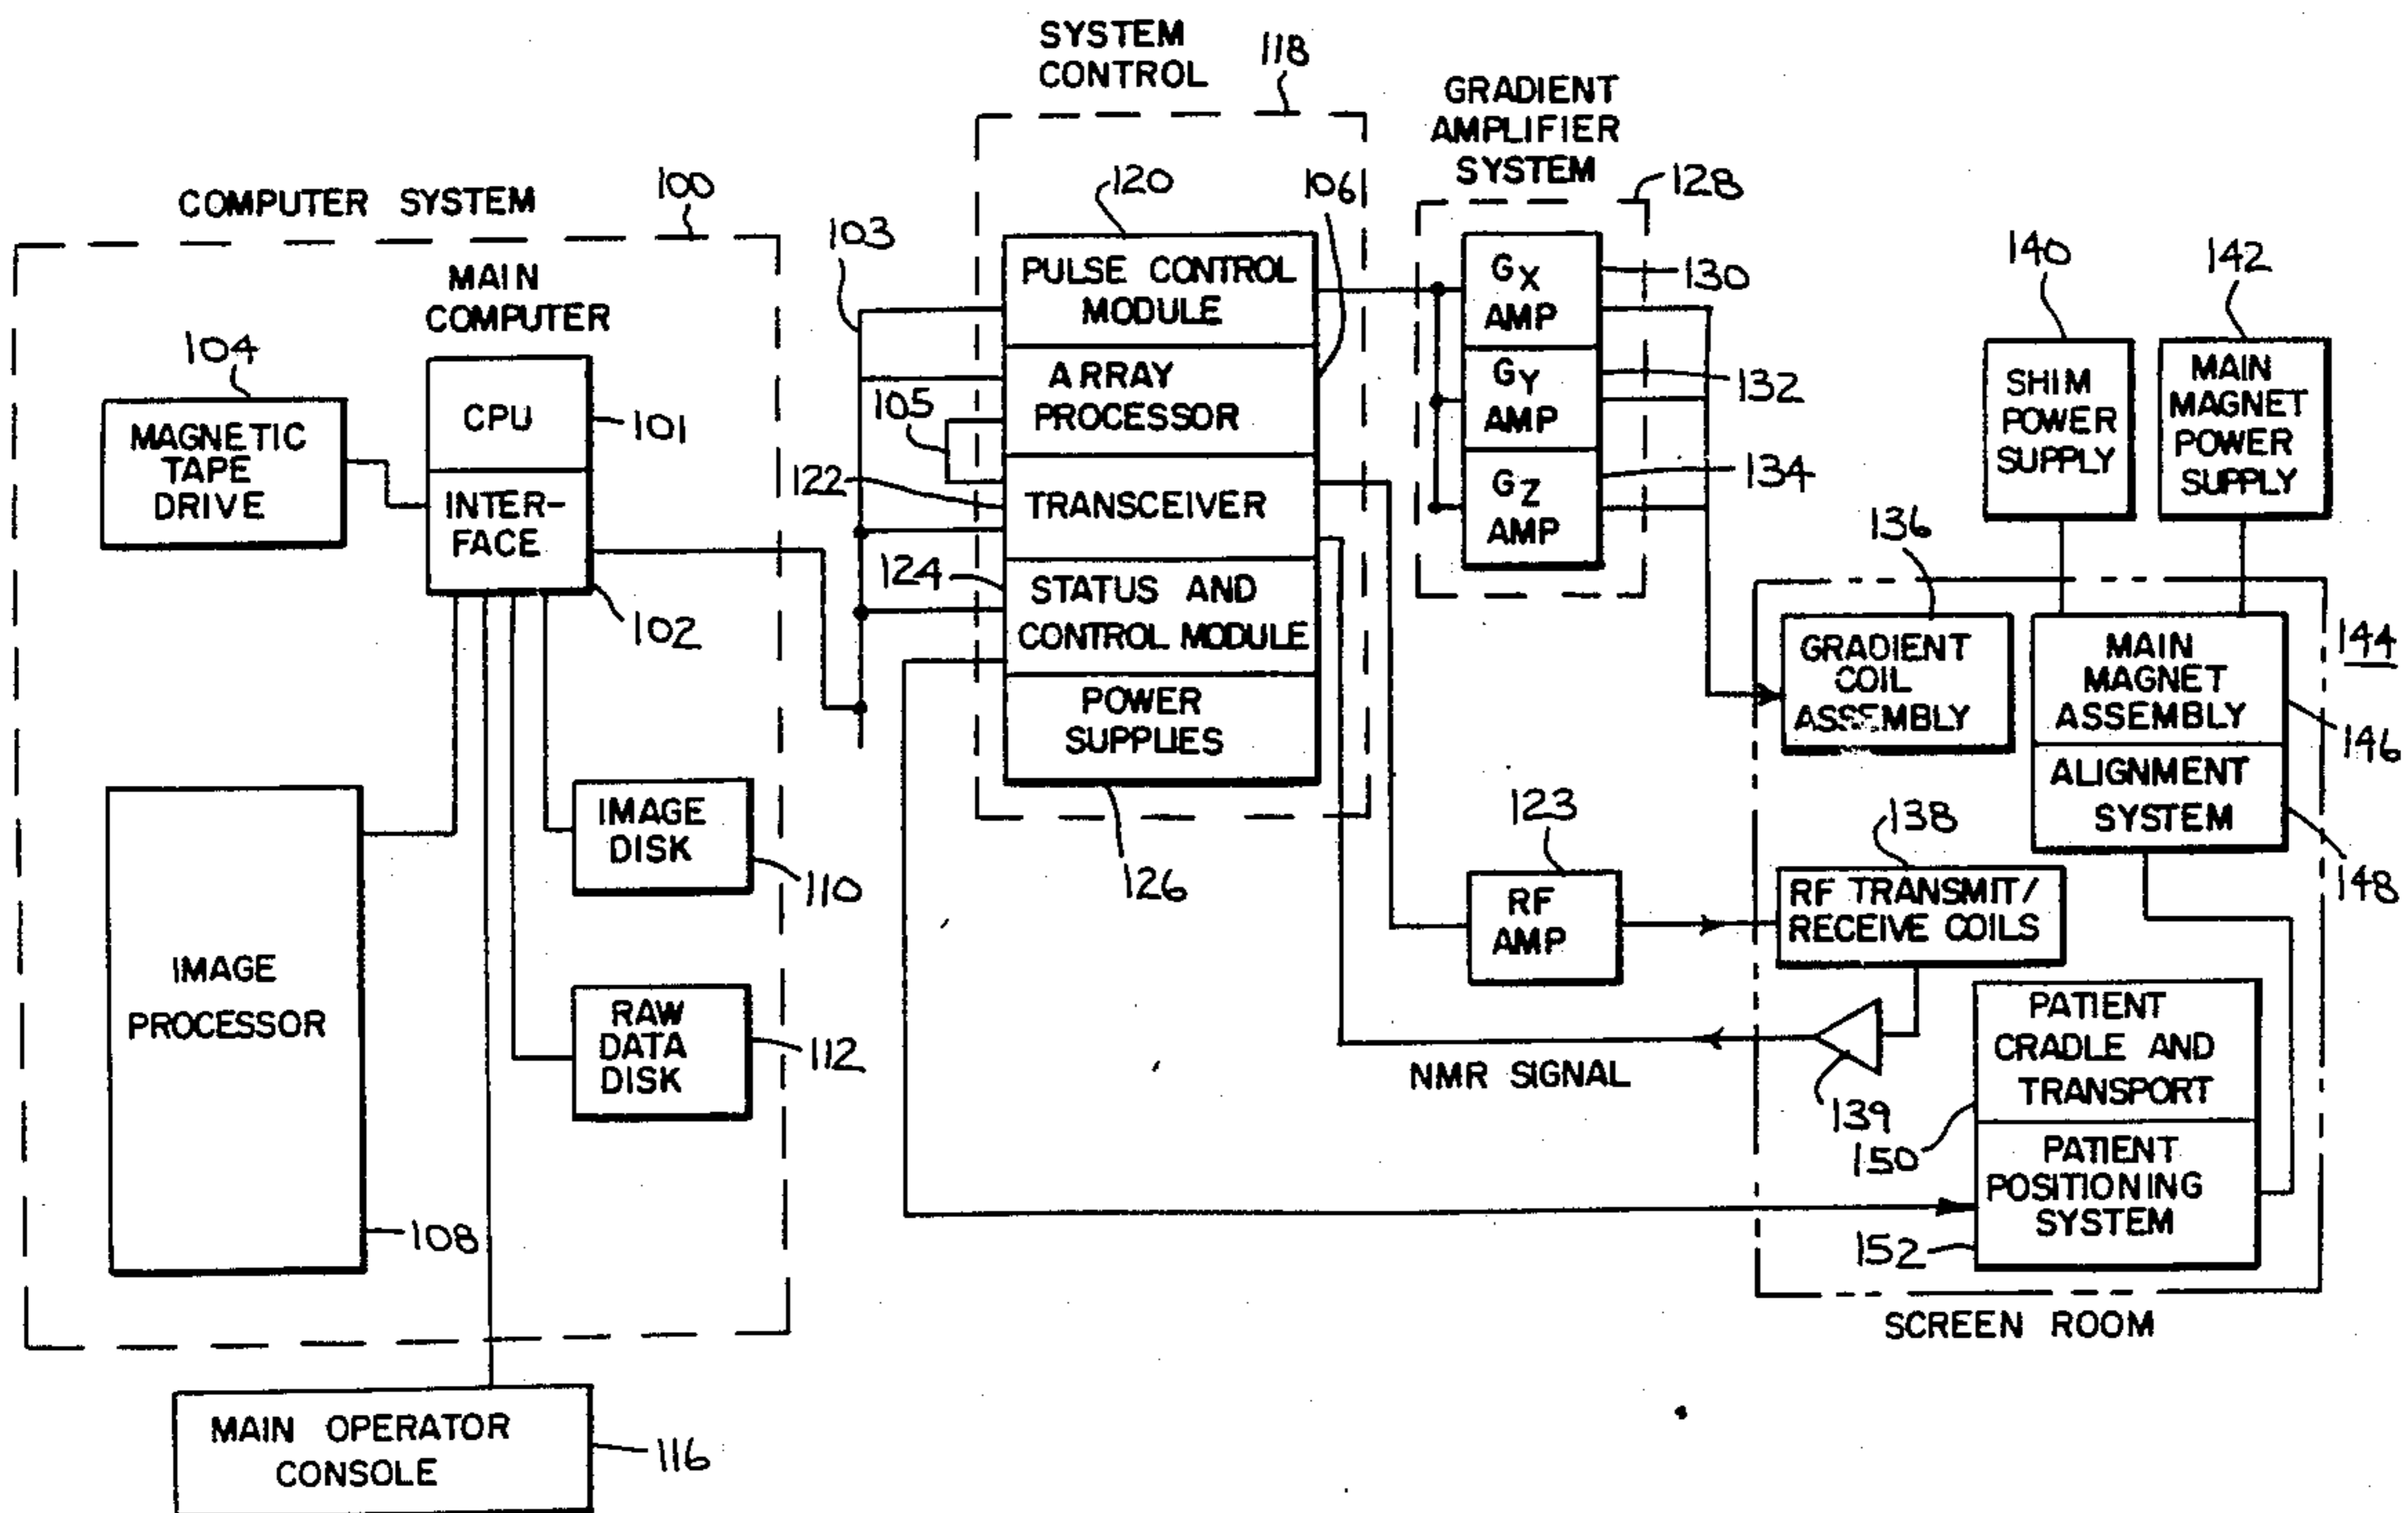 SYSTEM
CONTROL
118
GRADIENT
AMPLIFIER
SYSTEM
128
COMPUTER SYSTEM
100
MAIN
COMPUTER
104
MAGNETIC
TAPE
DRIVE
CPU
101
INTER-
FACE
102
103
105
122
124
120
106
PULSE CONTROL
MODULE
ARRAY
PROCESSOR
TRANSCEIVER
STATUS AND
CONTROL MODULE
POWER
SUPPLIES
126
GX
AMP
130
GY
AMP
132
GZ
AMP
134
140
SHIM
POWER
SUPPLY
142
MAIN
MAGNET
POWER
SUPPLY
136
GRADIENT
COIL
ASSEMBLY
MAIN
MAGNET
ASSEMBLY
144
146
ALIGNMENT
SYSTEM
148
IMAGE
PROCESSOR
108
IMAGE
DISK
110
RAW
DATA
DISK
112
123
RF
AMP
138
RF TRANSMIT/
RECEIVE COILS
NMR SIGNAL
139
PATIENT
CRADLE AND
TRANSPORT
150
PATIENT
POSITIONING
SYSTEM
152
SCREEN ROOM
MAIN OPERATOR
CONSOLE
116